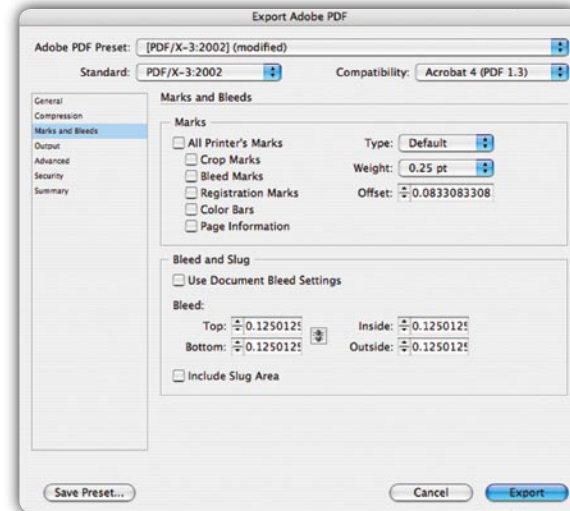 Export Adobe PDF
Adobe PDF Preset: [PDF/X-3:2002] (modified)
Standard: PDF/X-3:2002 Compatibility: Acrobat 4 (PDF 1.3)
General
Compression
Marks and Bleeds
Output
Advanced
Security
Summary
Marks and Bleeds
Marks
All Printer's Marks
Crop Marks
Bleed Marks
Registration Marks
Color Bars
Page Information
Type: Default
Weight: 0.25 pt
Offset: 0.0833083308
Bleed and Slug
Use Document Bleed Settings
Bleed:
Top: 0.1250125 Inside: 0.1250125
Bottom: 0.1250125 Outside: 0.1250125
Include Slug Area
Save Preset... Cancel Export